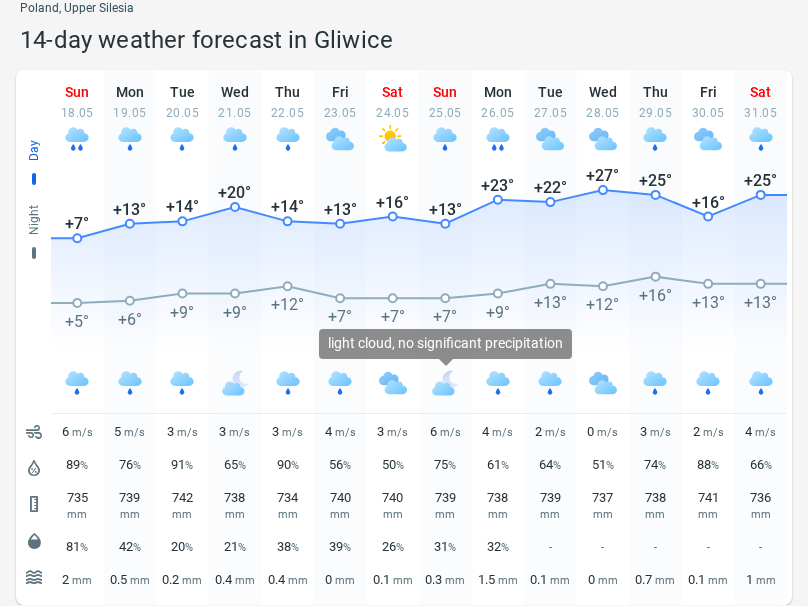 Poland, Upper Silesia
14-day weather forecast in Gliwice
Sun Mon Tue Wed Thu Fri Sat Sun Mon Tue Wed Thu Fri Sat
18.05 19.05 20.05 21.05 22.05 23.05 24.05 25.05 26.05 27.05 28.05 29.05 30.05 31.05
Day
Night
+7° +13° +14° +20° +14° +13° +16° +13° +23° +22° +27° +25° +16° +25°
+5° +6° +9° +9° +12° +7° +7° +7° +9° +13° +12° +16° +13° +13°
light cloud, no significant precipitation
6 m/s 5 m/s 3 m/s 3 m/s 3 m/s 4 m/s 3 m/s 6 m/s 4 m/s 2 m/s 0 m/s 3 m/s 2 m/s 4 m/s
89% 76% 91% 65% 90% 56% 50% 75% 61% 64% 51% 74% 88% 66%
735 739 742 738 734 740 740 739 738 739 737 738 741 736
mm mm mm mm mm mm mm mm mm mm mm mm mm mm
81% 42% 20% 21% 38% 39% 26% 31% 32% - - - - -
2 mm 0.5 mm 0.2 mm 0.4 mm 0.4 mm 0 mm 0.1 mm 0.3 mm 1.5 mm 0.1 mm 0 mm 0.7 mm 0.1 mm 1 mm